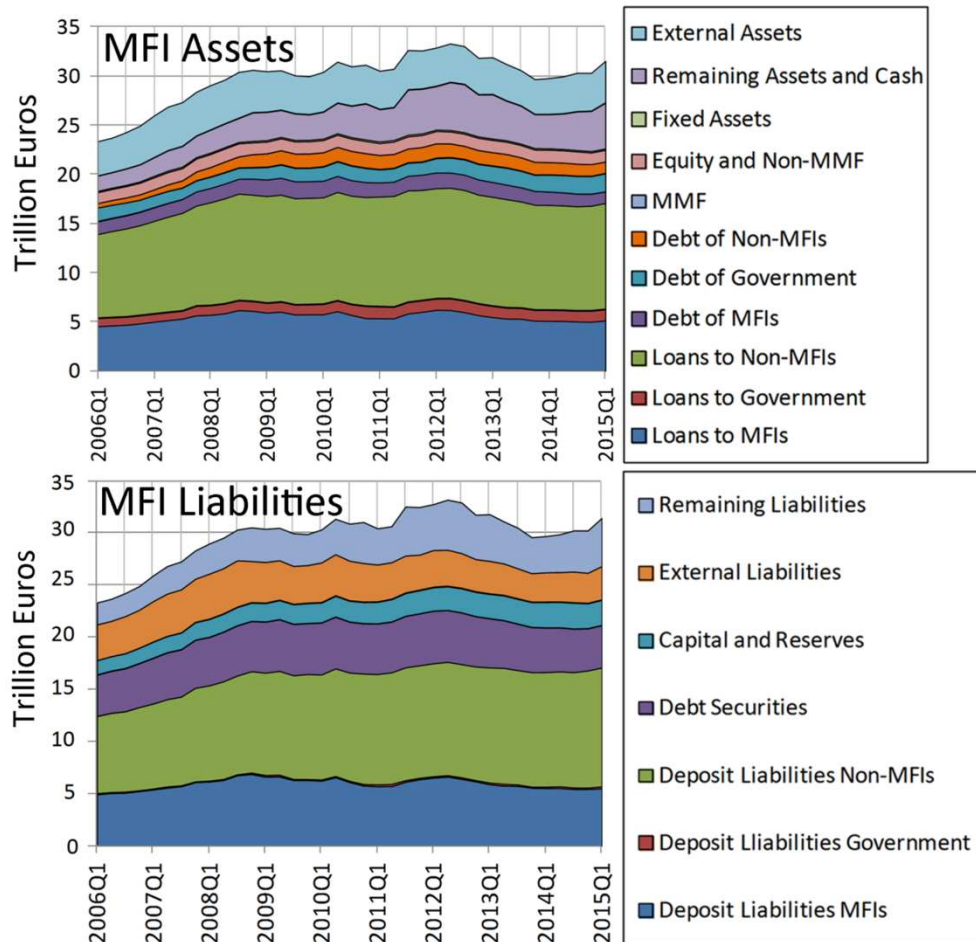 MFI Assets
Trillion Euros
35
30
25
20
15
10
5
0
2006Q1
2007Q1
2008Q1
2009Q1
2010Q1
2011Q1
2012Q1
2013Q1
2014Q1
2015Q1
External Assets
Remaining Assets and Cash
Fixed Assets
Equity and Non-MMF
MMF
Debt of Non-MFIs
Debt of Government
Debt of MFIs
Loans to Non-MFIs
Loans to Government
Loans to MFIs
MFI Liabilities
Trillion Euros
35
30
25
20
15
10
5
0
2006Q1
2007Q1
2008Q1
2009Q1
2010Q1
2011Q1
2012Q1
2013Q1
2014Q1
2015Q1
Remaining Liabilities
External Liabilities
Capital and Reserves
Debt Securities
Deposit Liabilities Non-MFIs
Deposit Lliabilities Government
Deposit Liabilities MFIs